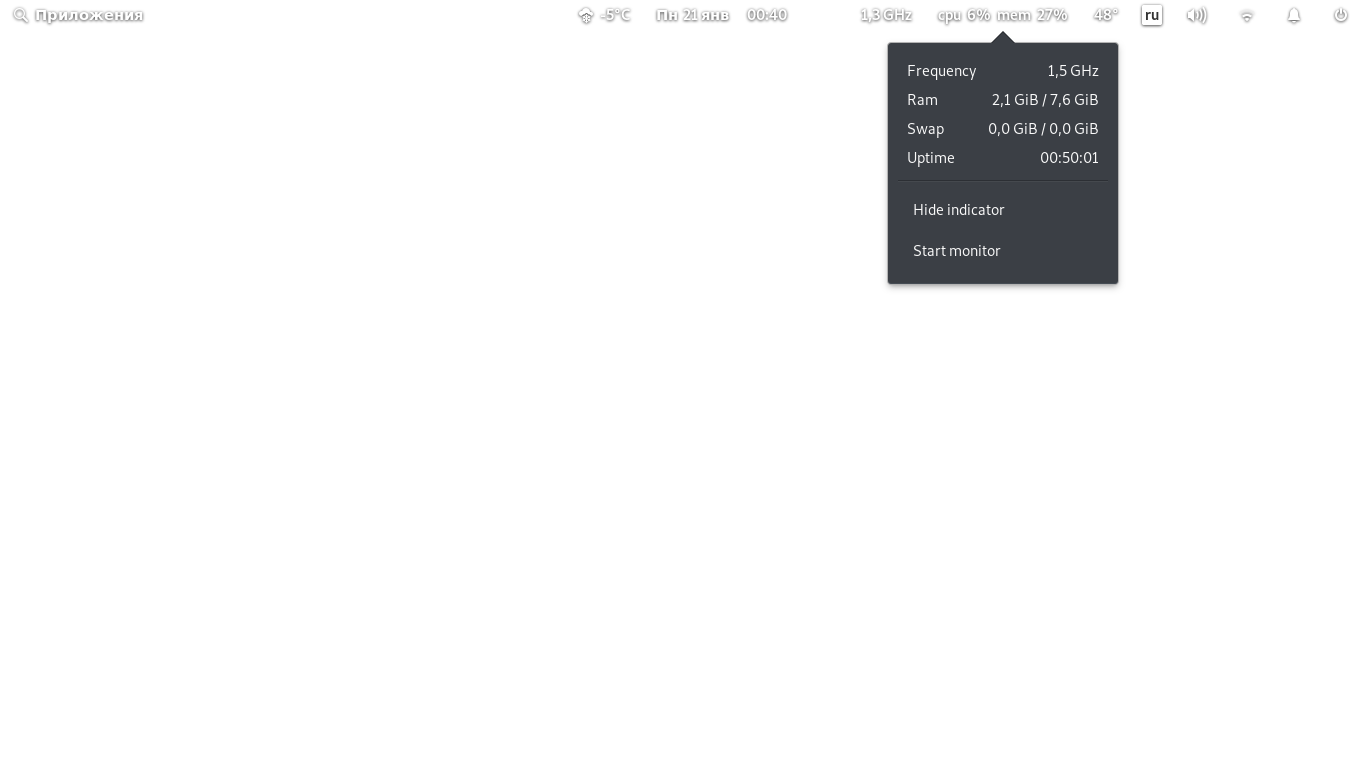 Приложения -5°C Пн 21 янв 00:40 1,3 GHz cpu 6% mem 27% 48° ru
Frequency 1,5 GHz
Ram 2,1 GiB / 7,6 GiB
Swap 0,0 GiB / 0,0 GiB
Uptime 00:50:01
Hide indicator
Start monitor